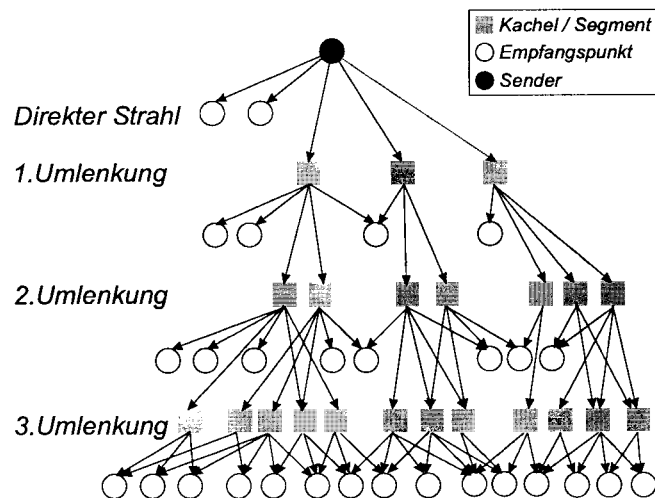 Kachel / Segment
Empfangspunkt
Sender
Direkter Strahl
1.Umlenkung
2.Umlenkung
3.Umlenkung